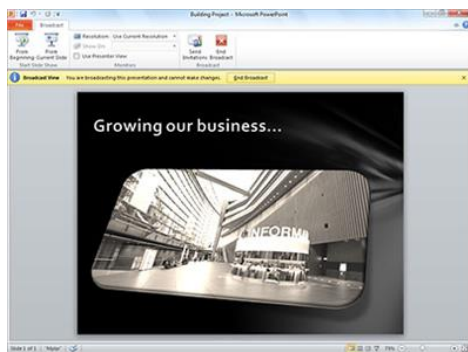 Building Project - Microsoft PowerPoint
File Broadcast
From Beginning
From Current Slide
Resolution: Use Current Resolution
Show On:
Use Presenter View
Send Invitations
End Broadcast
Start Slide Show
Monitors
Broadcast
Broadcast View You are broadcasting this presentation and cannot make changes. End Broadcast
Growing our business...
INFORM
Slide 1 of 1
79%